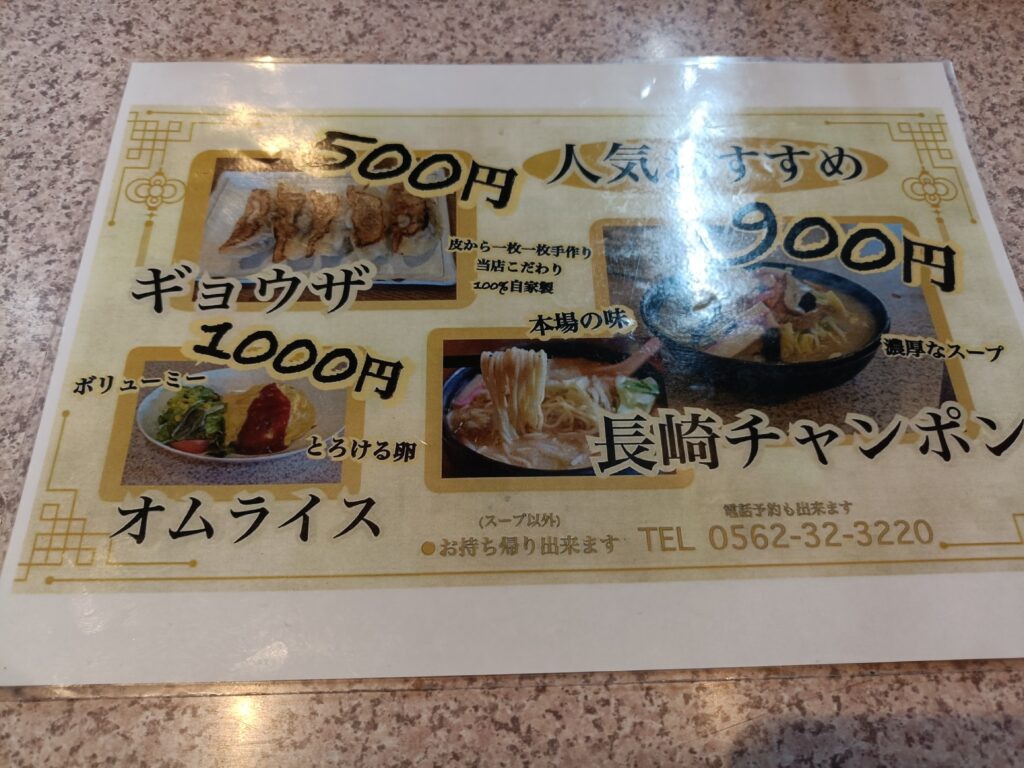 人気おすすめ
500円
皮から一枚一枚手作り
当店こだわり
100%自家製
ギョウザ
900円
本場の味
濃厚なスープ
長崎チャンポン
1000円
ボリューミー
とろける卵
オムライス
(スープ以外)
●お持ち帰り出来ます
電話予約も出来ます
TEL 0562-32-3220